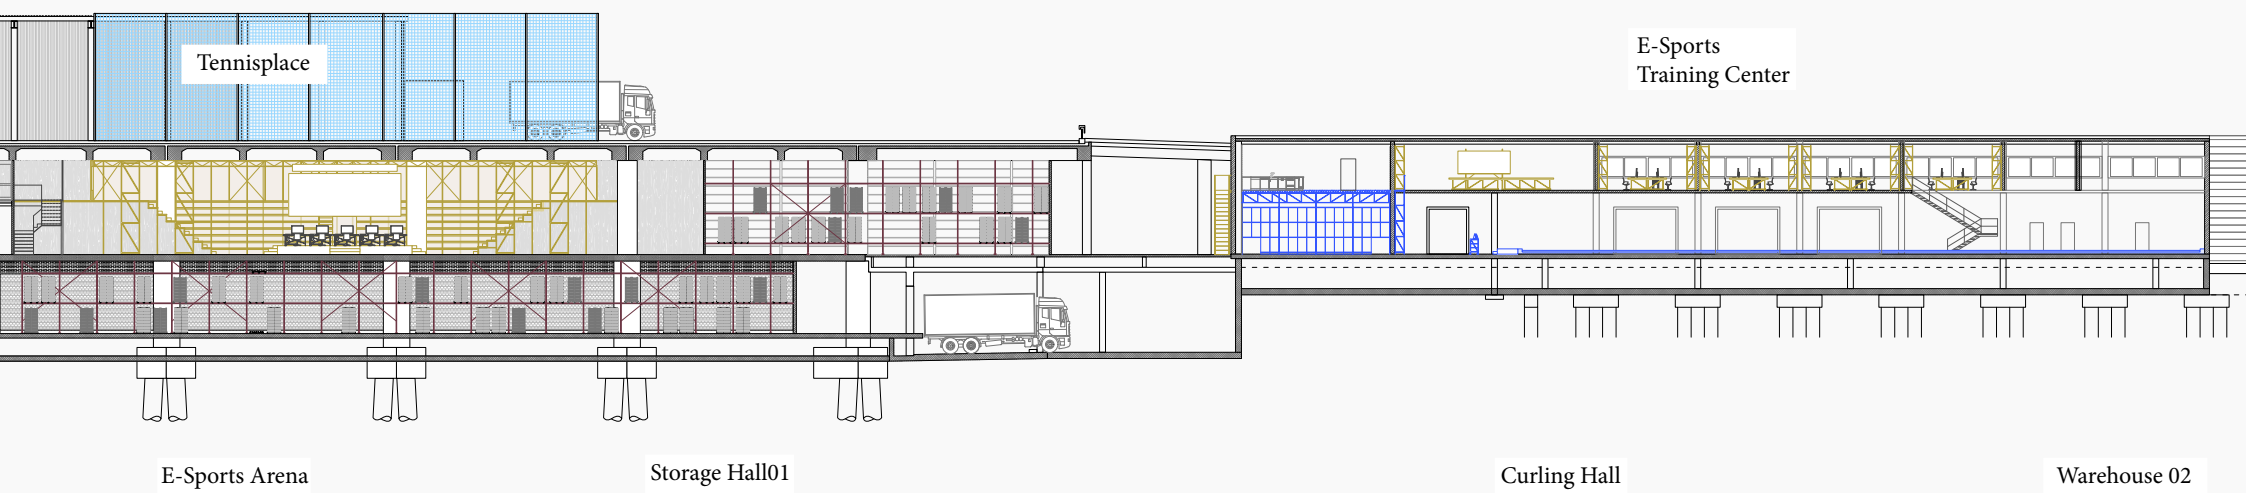 Tennisplace
E-Sports
Training Center
E-Sports Arena
Storage Hall01
Curling Hall
Warehouse 02